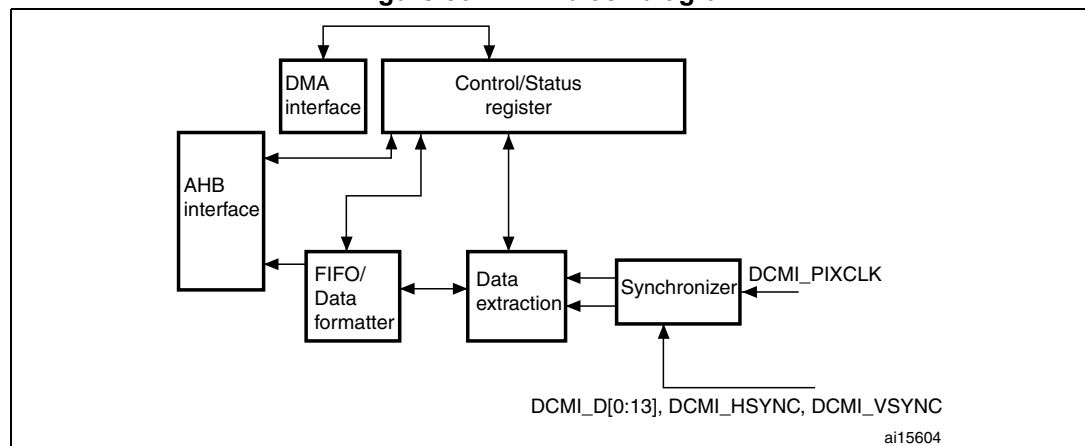 DMA
interface
Control/Status
register
AHB
interface
FIFO/
Data
formatter
Data
extraction
Synchronizer
DCMI_PIXCLK
DCMI_D[0:13], DCMI_HSYNC, DCMI_VSYNC
ai15604